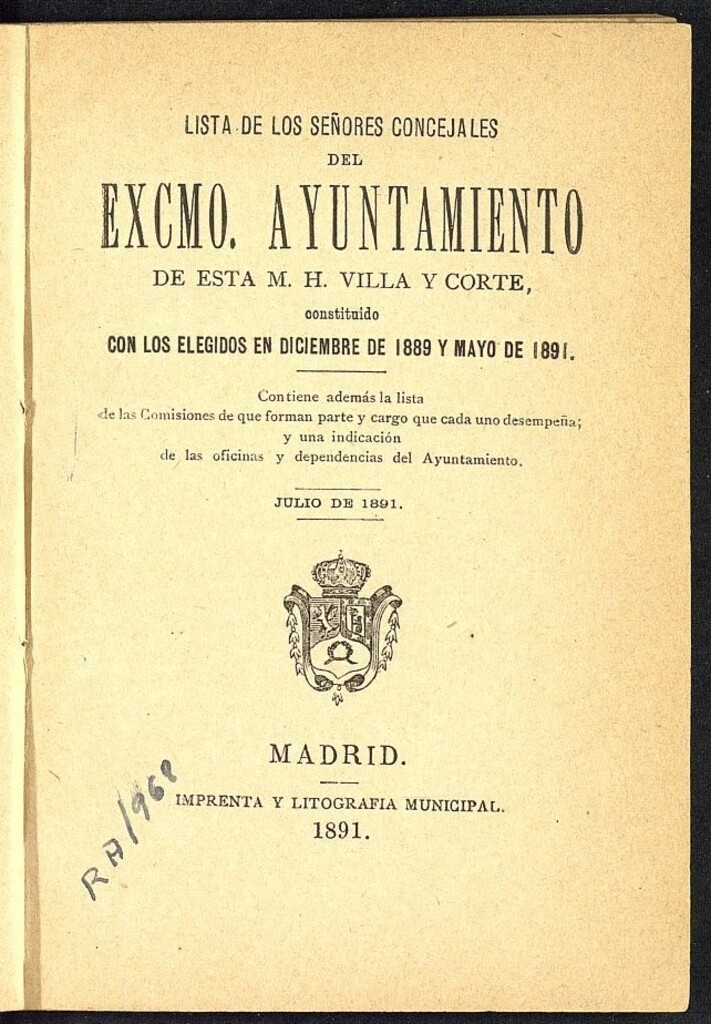 LISTA DE LOS SEÑORES CONCEJALES
DEL
EXCMO. AYUNTAMIENTO
DE ESTA M. H. VILLA Y CORTE,
constituido
CON LOS ELEGIDOS EN DICIEMBRE DE 1889 Y MAYO DE 1891.
Contiene además la lista
de las Comisiones de que forman parte y cargo que cada uno desempeña;
y una indicación
de las oficinas y dependencias del Ayuntamiento.
JULIO DE 1891.
MADRID.
IMPRENTA Y LITOGRAFIA MUNICIPAL.
1891.
RA/968